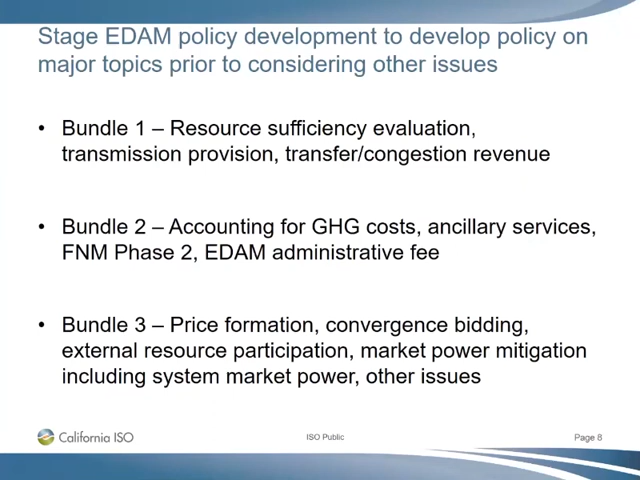 Stage EDAM policy development to develop policy on
major topics prior to considering other issues
• Bundle 1 – Resource sufficiency evaluation,
transmission provision, transfer/congestion revenue
• Bundle 2 – Accounting for GHG costs, ancillary services,
FNM Phase 2, EDAM administrative fee
• Bundle 3 – Price formation, convergence bidding,
external resource participation, market power mitigation
including system market power, other issues
California ISO
ISO Public
Page 8